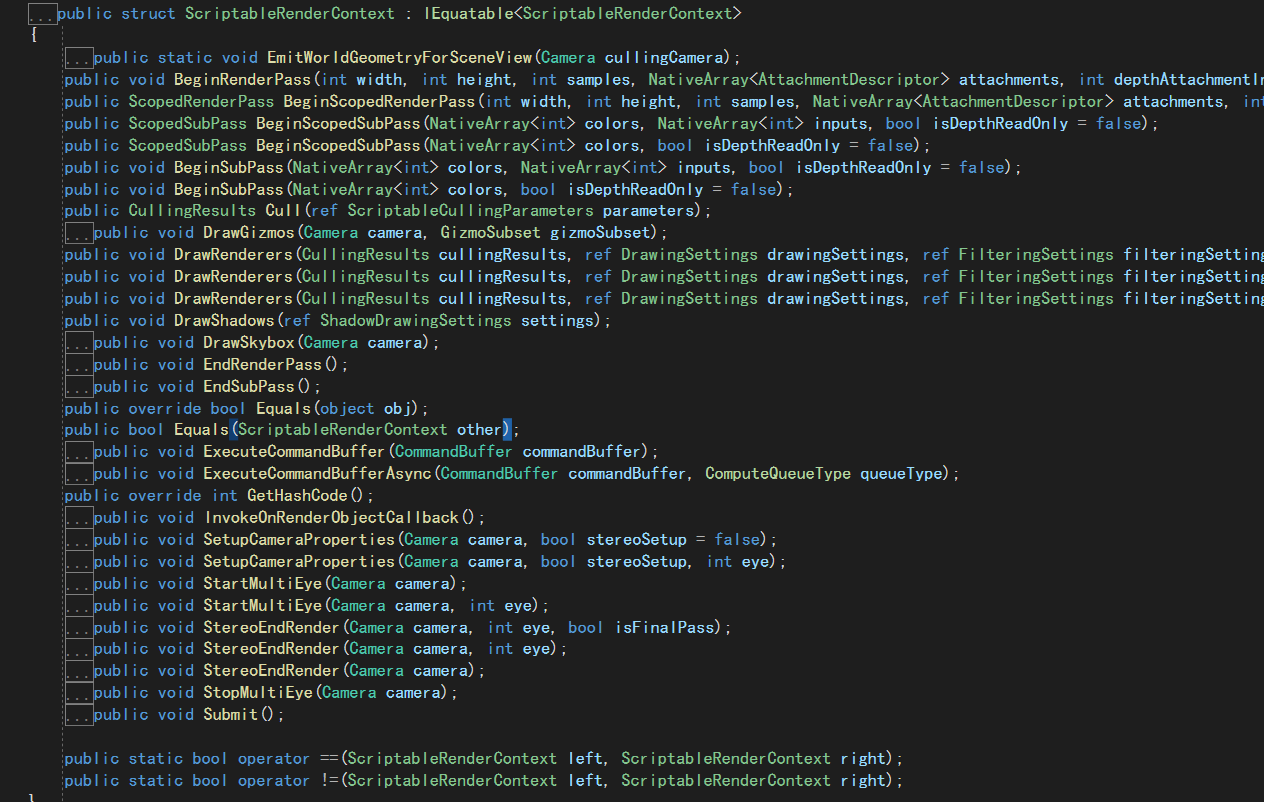 ...public struct ScriptableRenderContext : IEquatable<ScriptableRenderContext>
{
...public static void EmitWorldGeometryForSceneView(Camera cullingCamera);
public void BeginRenderPass(int width, int height, int samples, NativeArray<AttachmentDescriptor> attachments, int
public ScopedRenderPass BeginScopedRenderPass(int width, int height, int samples, NativeArray<AttachmentDescriptor> attachments,
public ScopedSubPass BeginScopedSubPass(NativeArray<int> colors, NativeArray<int> inputs, bool isDepthReadOnly = false);
public ScopedSubPass BeginScopedSubPass(NativeArray<int> colors, bool isDepthReadOnly = false);
public void BeginSubPass(NativeArray<int> colors, NativeArray<int> inputs, bool isDepthReadOnly = false);
public void BeginSubPass(NativeArray<int> colors, bool isDepthReadOnly = false);
public CullingResults Cull(ref ScriptableCullingParameters parameters);
...public void DrawGizmos(Camera camera, GizmoSubset gizmoSubset);
public void DrawRenderers(CullingResults cullingResults, ref DrawingSettings drawingSettings, ref FilteringSettings
public void DrawRenderers(CullingResults cullingResults, ref DrawingSettings drawingSettings, ref FilteringSettings
public void DrawRenderers(CullingResults cullingResults, ref DrawingSettings drawingSettings, ref FilteringSettings
public void DrawShadows(ref ShadowDrawingSettings settings);
...public void DrawSkybox(Camera camera);
...public void EndRenderPass();
...public void EndSubPass();
public override bool Equals(object obj);
public bool Equals(ScriptableRenderContext other);
...public void ExecuteCommandBuffer(CommandBuffer commandBuffer);
...public void ExecuteCommandBufferAsync(CommandBuffer commandBuffer, ComputeQueueType queueType);
public override int GetHashCode();
...public void InvokeOnRenderObjectCallback();
...public void SetupCameraProperties(Camera camera, bool stereoSetup = false);
...public void SetupCameraProperties(Camera camera, bool stereoSetup, int eye);
...public void StartMultiEye(Camera camera);
...public void StartMultiEye(Camera camera, int eye);
...public void StereoEndRender(Camera camera, int eye, bool isFinalPass);
...public void StereoEndRender(Camera camera, int eye);
...public void StereoEndRender(Camera camera);
...public void StopMultiEye(Camera camera);
...public void Submit();
public static bool operator ==(ScriptableRenderContext left, ScriptableRenderContext right);
public static bool operator !=(ScriptableRenderContext left, ScriptableRenderContext right);